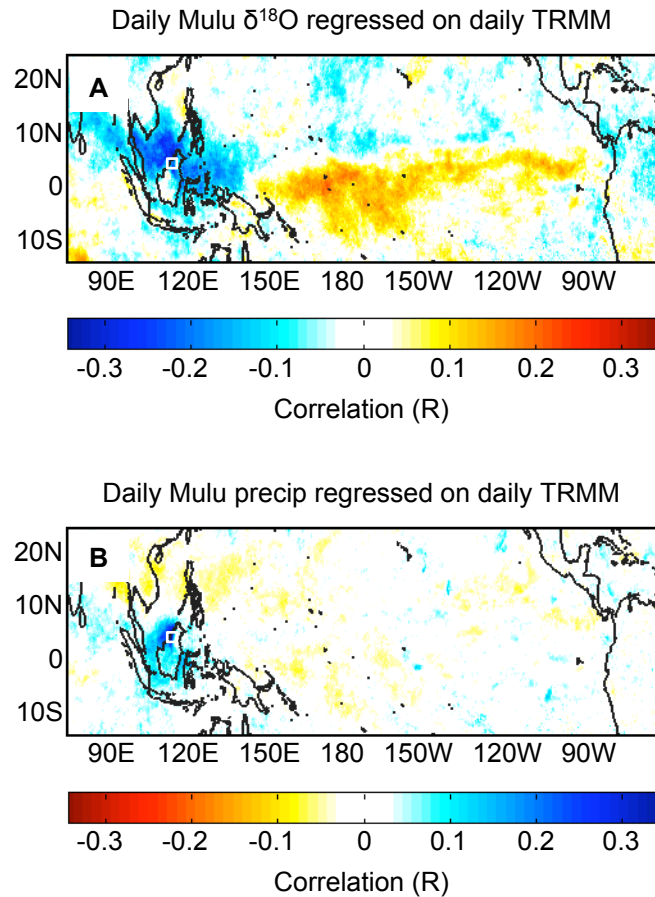 Daily Mulu δ¹⁸O regressed on daily TRMM
A
20N
10N
0
10S
90E 120E 150E 180 150W 120W 90W
-0.3 -0.2 -0.1 0 0.1 0.2 0.3
Correlation (R)
Daily Mulu precip regressed on daily TRMM
B
20N
10N
0
10S
90E 120E 150E 180 150W 120W 90W
-0.3 -0.2 -0.1 0 0.1 0.2 0.3
Correlation (R)